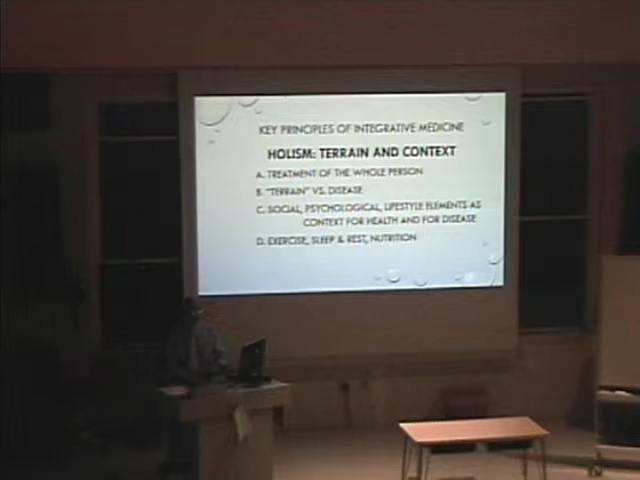 KEY PRINCIPLES OF INTEGRATIVE MEDICINE
HOLISM: TERRAIN AND CONTEXT
A. TREATMENT OF THE WHOLE PERSON
B. "TERRAIN" VS. DISEASE
C. SOCIAL, PSYCHOLOGICAL, LIFESTYLE ELEMENTS AS
CONTEXT FOR HEALTH AND FOR DISEASE
D. EXERCISE, SLEEP & REST, NUTRITION